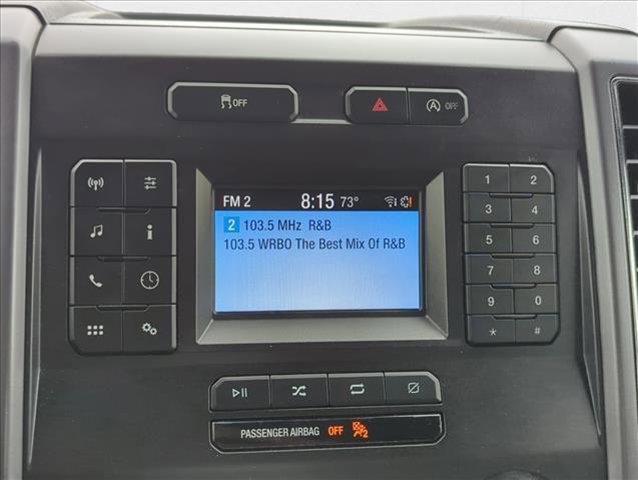 OFF
A OFF
FM 2 8:15 73°
2 103.5 MHz R&B
103.5 WRBO The Best Mix Of R&B
1 2
3 4
5 6
7 8
9 0
* #
PASSENGER AIRBAG OFF 2